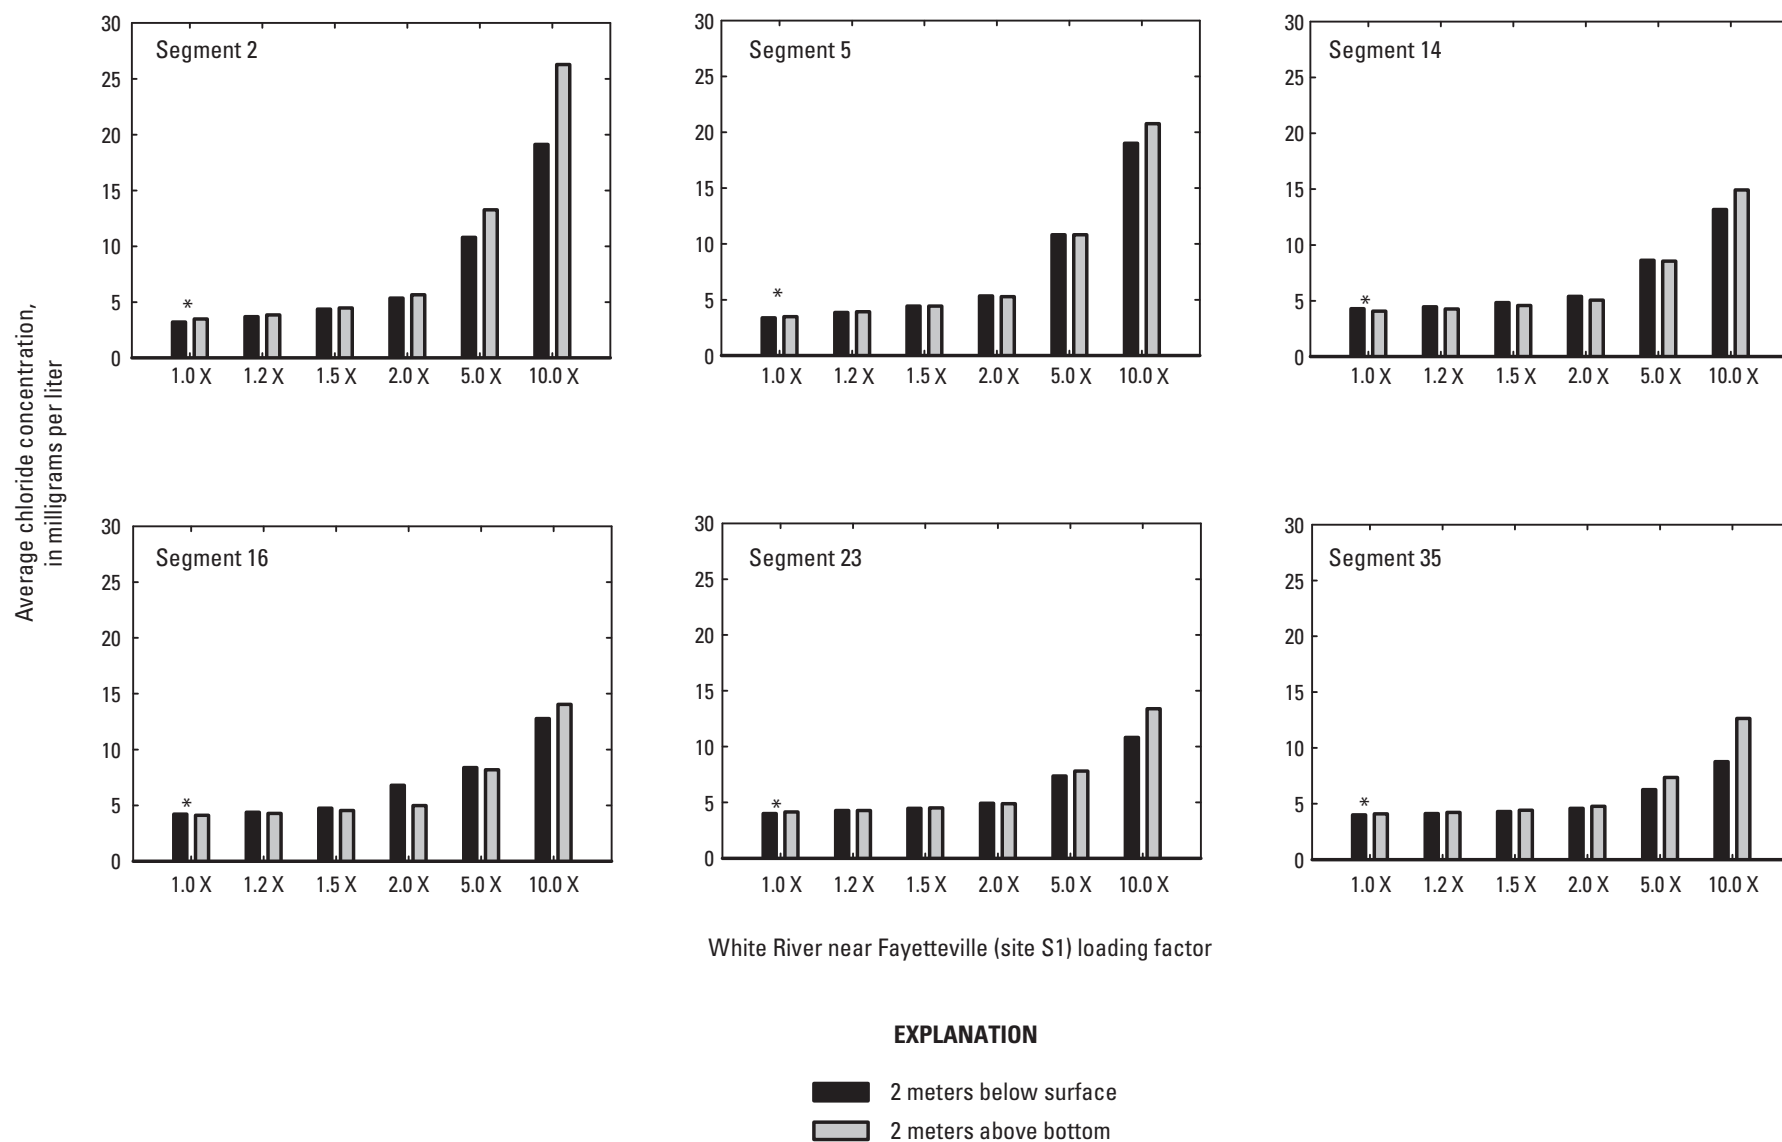 Average chloride concentration,
in milligrams per liter
Segment 2
30
25
20
15
10
5
0
*
1.0 X 1.2 X 1.5 X 2.0 X 5.0 X 10.0 X
Segment 5
30
25
20
15
10
5
0
*
1.0 X 1.2 X 1.5 X 2.0 X 5.0 X 10.0 X
Segment 14
30
25
20
15
10
5
0
*
1.0 X 1.2 X 1.5 X 2.0 X 5.0 X 10.0 X
Segment 16
30
25
20
15
10
5
0
*
1.0 X 1.2 X 1.5 X 2.0 X 5.0 X 10.0 X
Segment 23
30
25
20
15
10
5
0
*
1.0 X 1.2 X 1.5 X 2.0 X 5.0 X 10.0 X
Segment 35
30
25
20
15
10
5
0
*
1.0 X 1.2 X 1.5 X 2.0 X 5.0 X 10.0 X
White River near Fayetteville (site S1) loading factor
EXPLANATION
2 meters below surface
2 meters above bottom